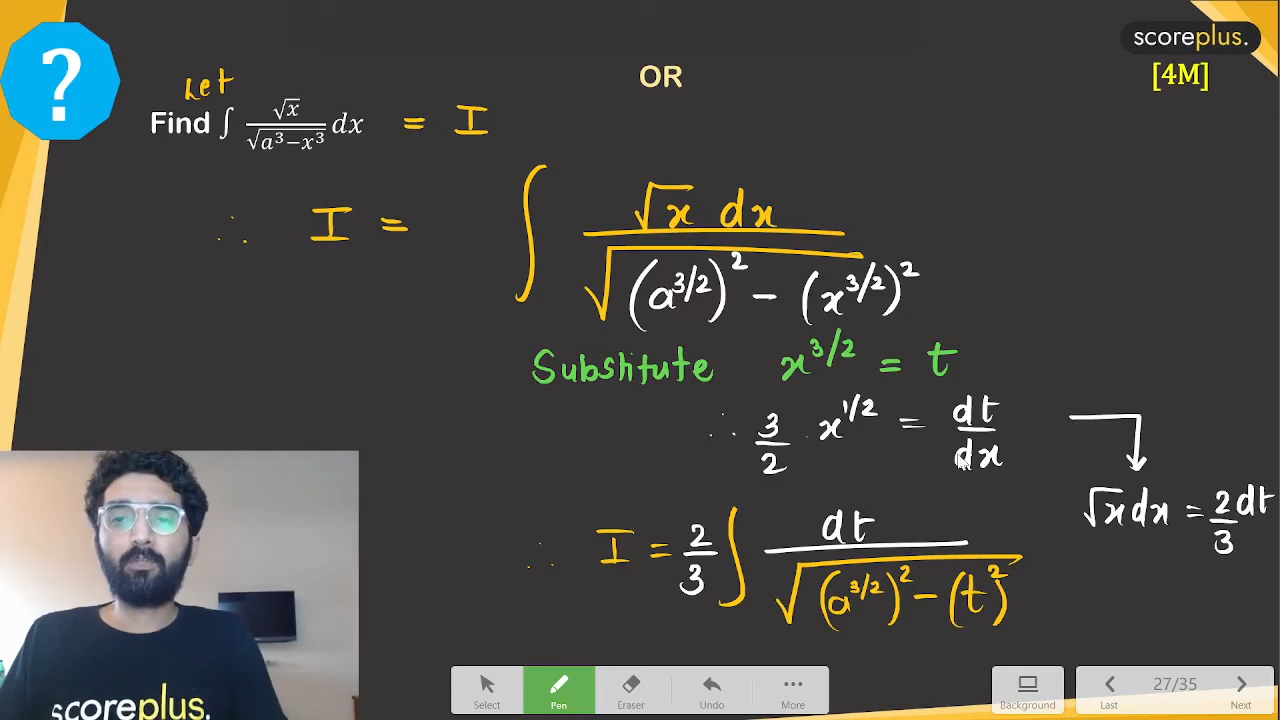 ?
scoreplus.
OR
[4M]
Let
Find ∫ √x / √(a³−x³) dx = I
∴ I = ∫ √x dx / √((a^3/2)² − (x^3/2)²)
Substitute x^3/2 = t
∴ 3/2 x^1/2 = dt/dx
√x dx = 2/3 dt
∴ I = 2/3 ∫ dt / √((a^3/2)² − (t)²)
scoreplus.
Select Pen Eraser Undo More
Background
Last 27/35 Next